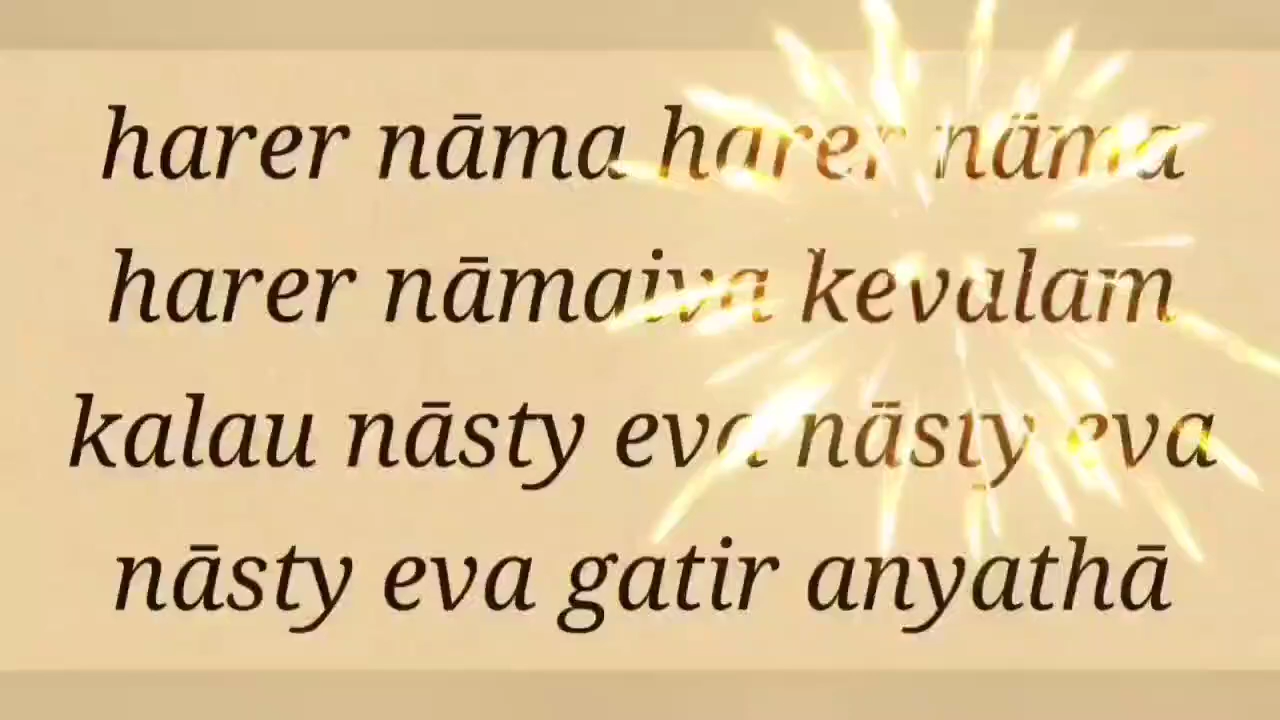 harer nāma harer nāma
harer nāmaiva kevalam
kalau nāsty eva nāsty eva
nāsty eva gatir anyathā